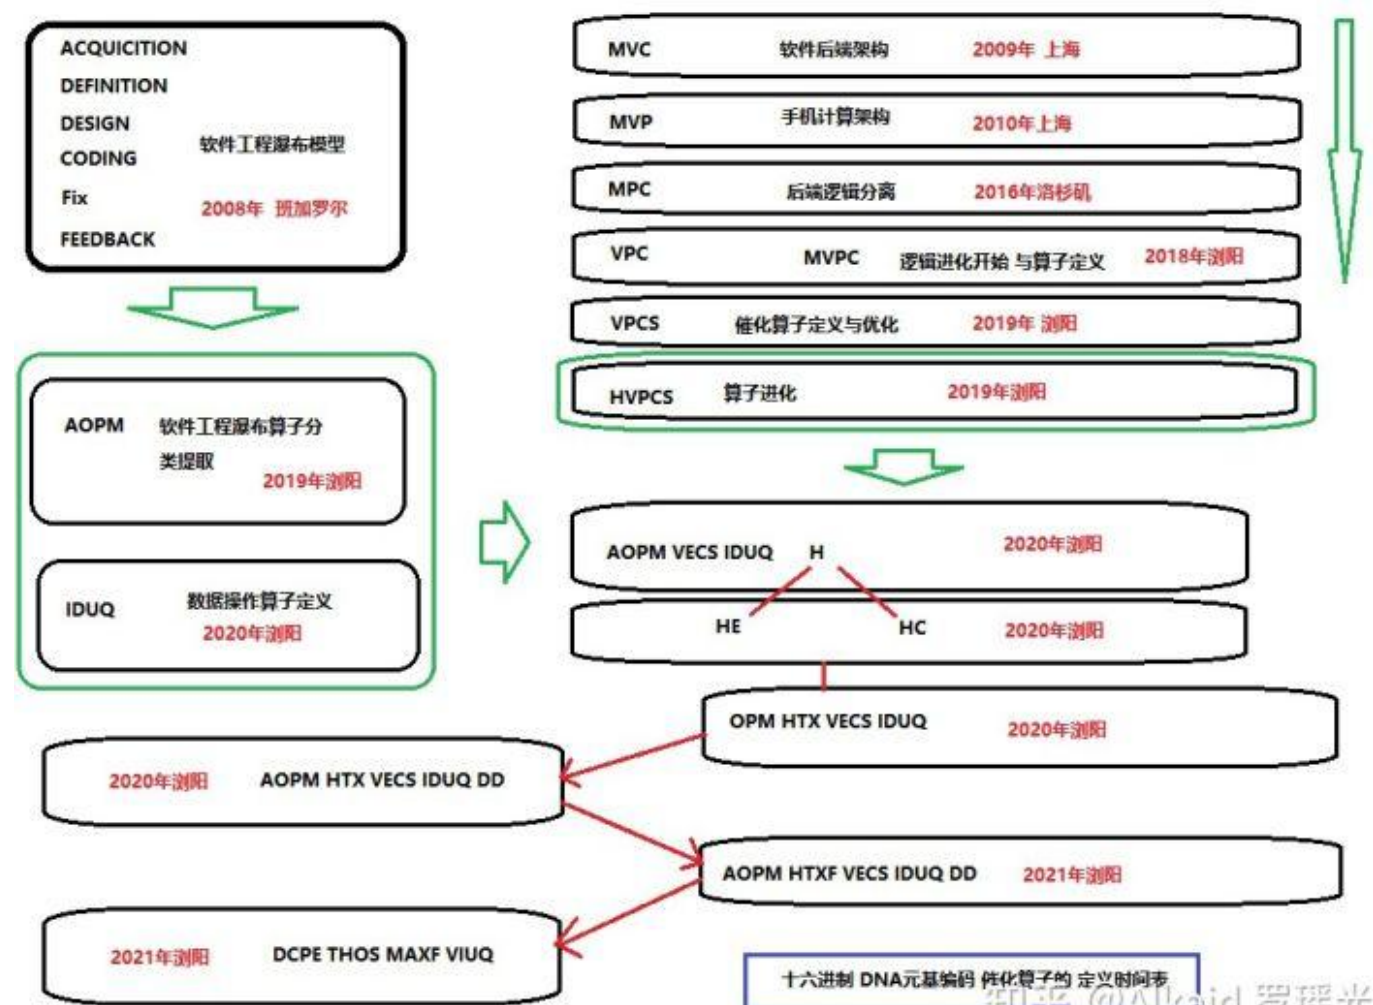 ACQUICITION
DEFINITION
DESIGN
CODING
Fix
FEEDBACK
软件工程瀑布模型
2008年 班加罗尔
MVC 软件后端架构 2009年 上海
MVP 手机计算架构 2010年上海
MPC 后端逻辑分离 2016年洛杉矶
VPC MVPC 逻辑进化开始 与算子定义 2018年浏阳
VPCS 催化算子定义与优化 2019年 浏阳
HVPCS 算子进化 2019年浏阳
AOPM 软件工程瀑布算子分
类提取
2019年浏阳
IDUQ 数据操作算子定义
2020年浏阳
AOPM VECS IDUQ H 2020年浏阳
HE HC 2020年浏阳
OPM HTX VECS IDUQ 2020年浏阳
2020年浏阳 AOPM HTX VECS IDUQ DD
AOPM HTXF VECS IDUQ DD 2021年浏阳
2021年浏阳 DCPE THOS MAXF VIUQ
十六进制 DNA元基编码 催化算子的 定义时间表
知乎 @Alkaid 罗瑶光